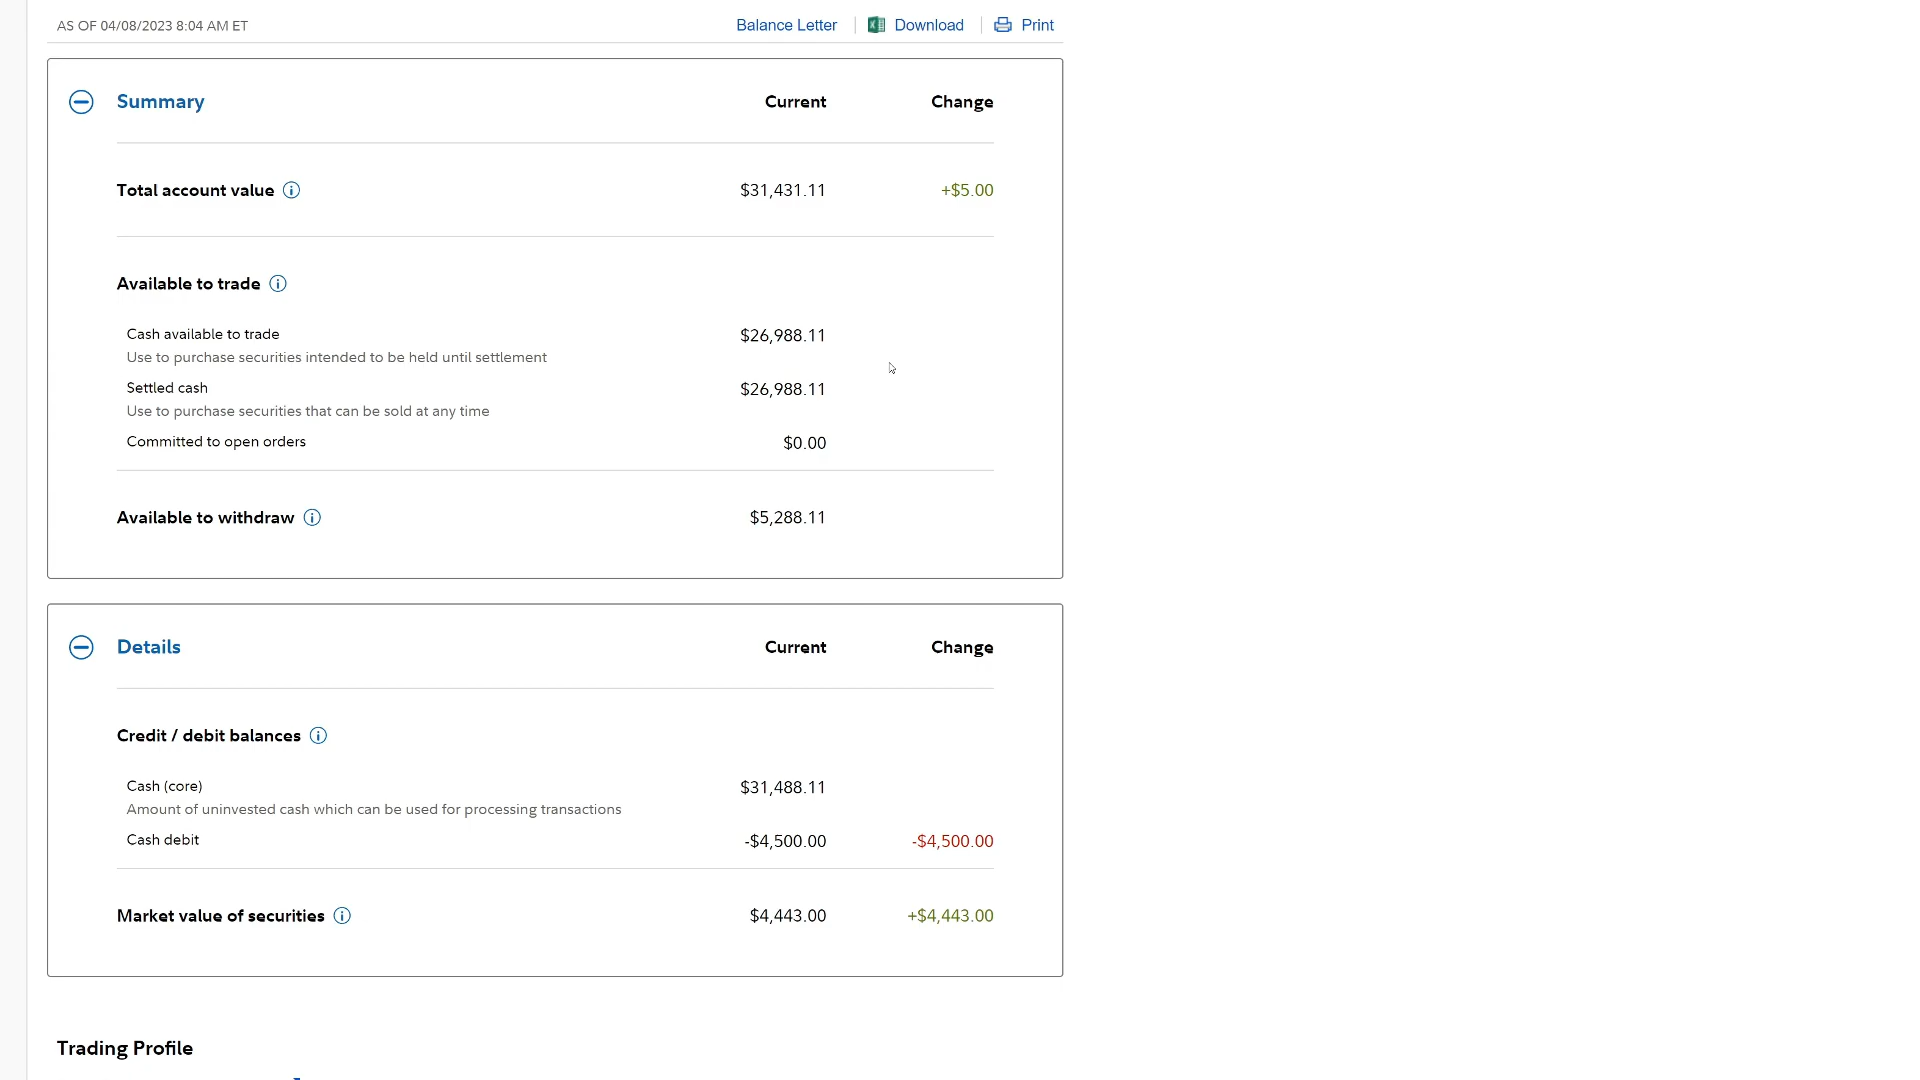 AS OF 04/08/2023 8:04 AM ET Balance Letter Download Print
Summary Current Change
Total account value $31,431.11 +$5.00
Available to trade
Cash available to trade $26,988.11
Use to purchase securities intended to be held until settlement
Settled cash $26,988.11
Use to purchase securities that can be sold at any time
Committed to open orders $0.00
Available to withdraw $5,288.11
Details Current Change
Credit / debit balances
Cash (core) $31,488.11
Amount of uninvested cash which can be used for processing transactions
Cash debit -$4,500.00 -$4,500.00
Market value of securities $4,443.00 +$4,443.00
Trading Profile